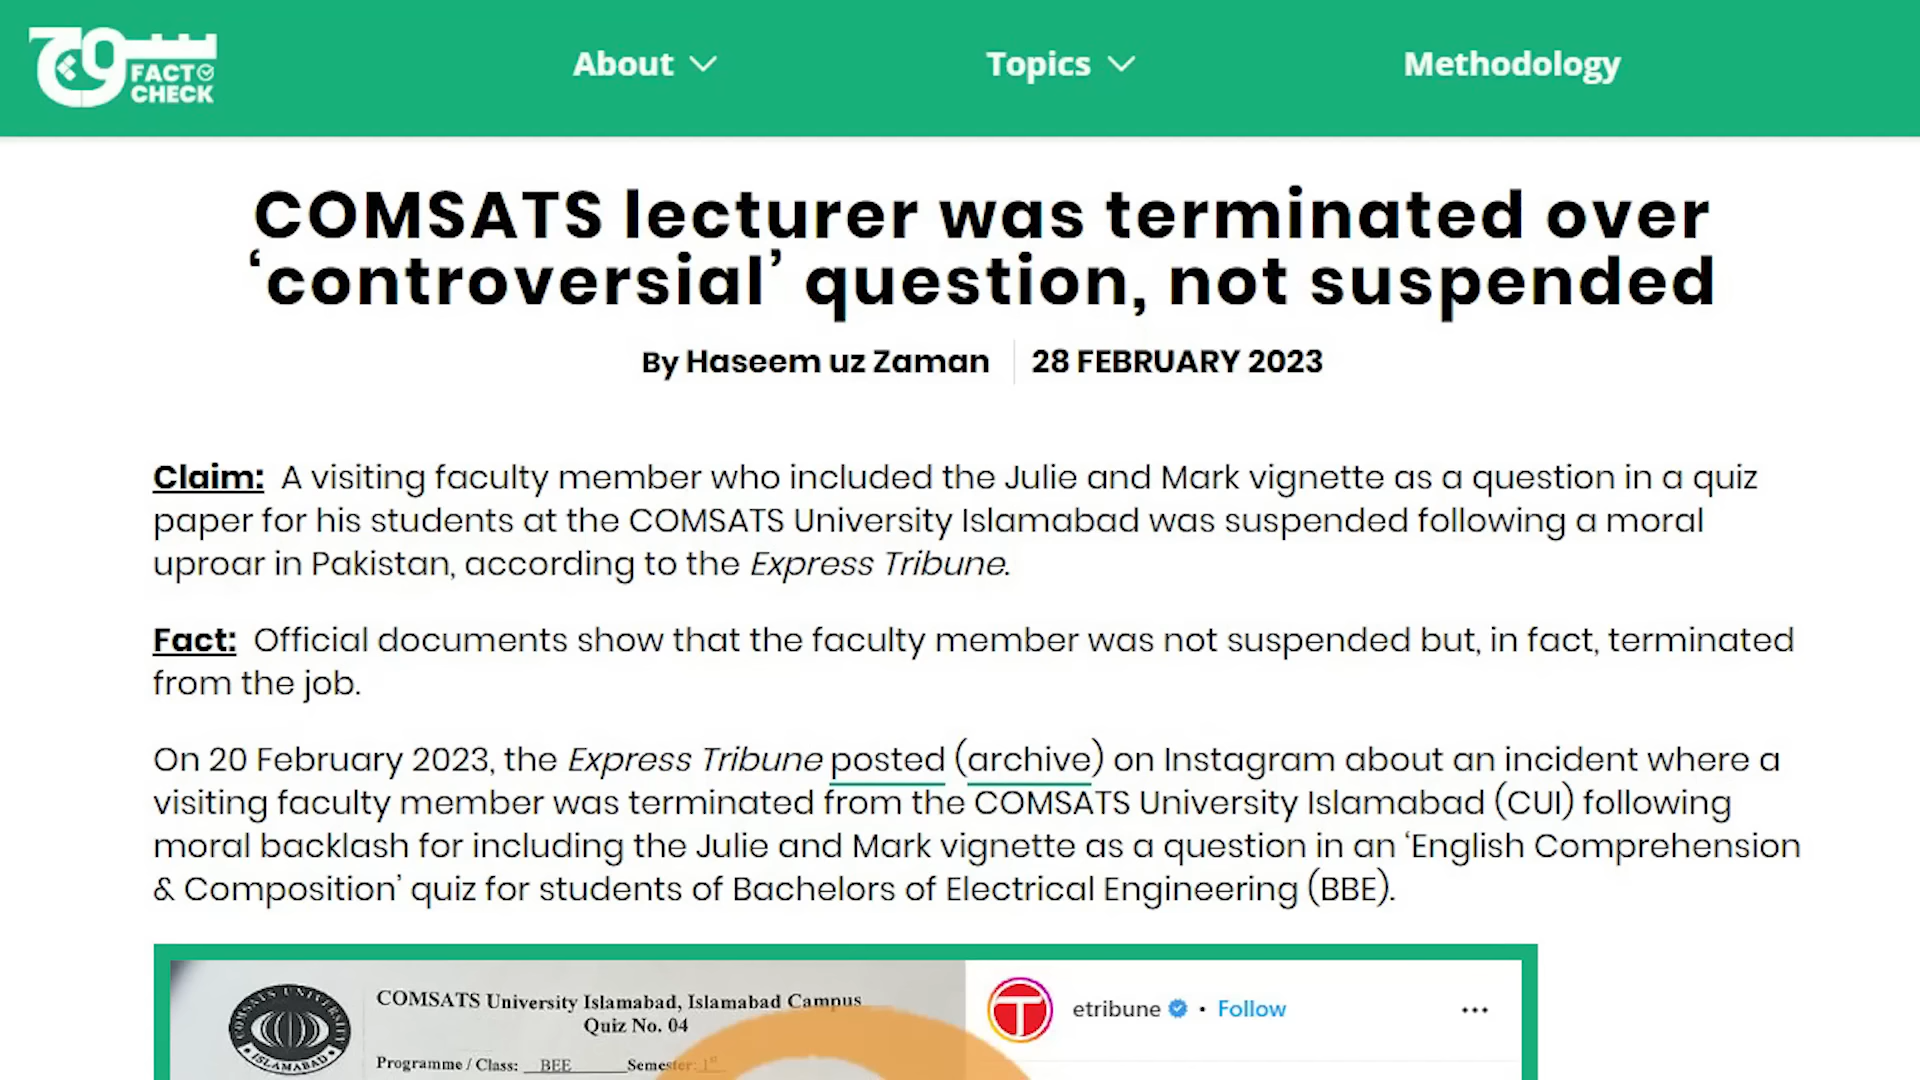 FACT
CHECK
About
Topics
Methodology
COMSATS lecturer was terminated over
‘controversial’ question, not suspended
By Haseem uz Zaman
28 FEBRUARY 2023
Claim: A visiting faculty member who included the Julie and Mark vignette as a question in a quiz
paper for his students at the COMSATS University Islamabad was suspended following a moral
uproar in Pakistan, according to the Express Tribune.
Fact: Official documents show that the faculty member was not suspended but, in fact, terminated
from the job.
On 20 February 2023, the Express Tribune posted (archive) on Instagram about an incident where a
visiting faculty member was terminated from the COMSATS University Islamabad (CUI) following
moral backlash for including the Julie and Mark vignette as a question in an ‘English Comprehension
& Composition’ quiz for students of Bachelors of Electrical Engineering (BBE).
COMSATS UNIVERSITY
ISLAMABAD
COMSATS University Islamabad, Islamabad Campus
Quiz No. 04
Programme / Class: BEE Semester: 1st
etribune • Follow